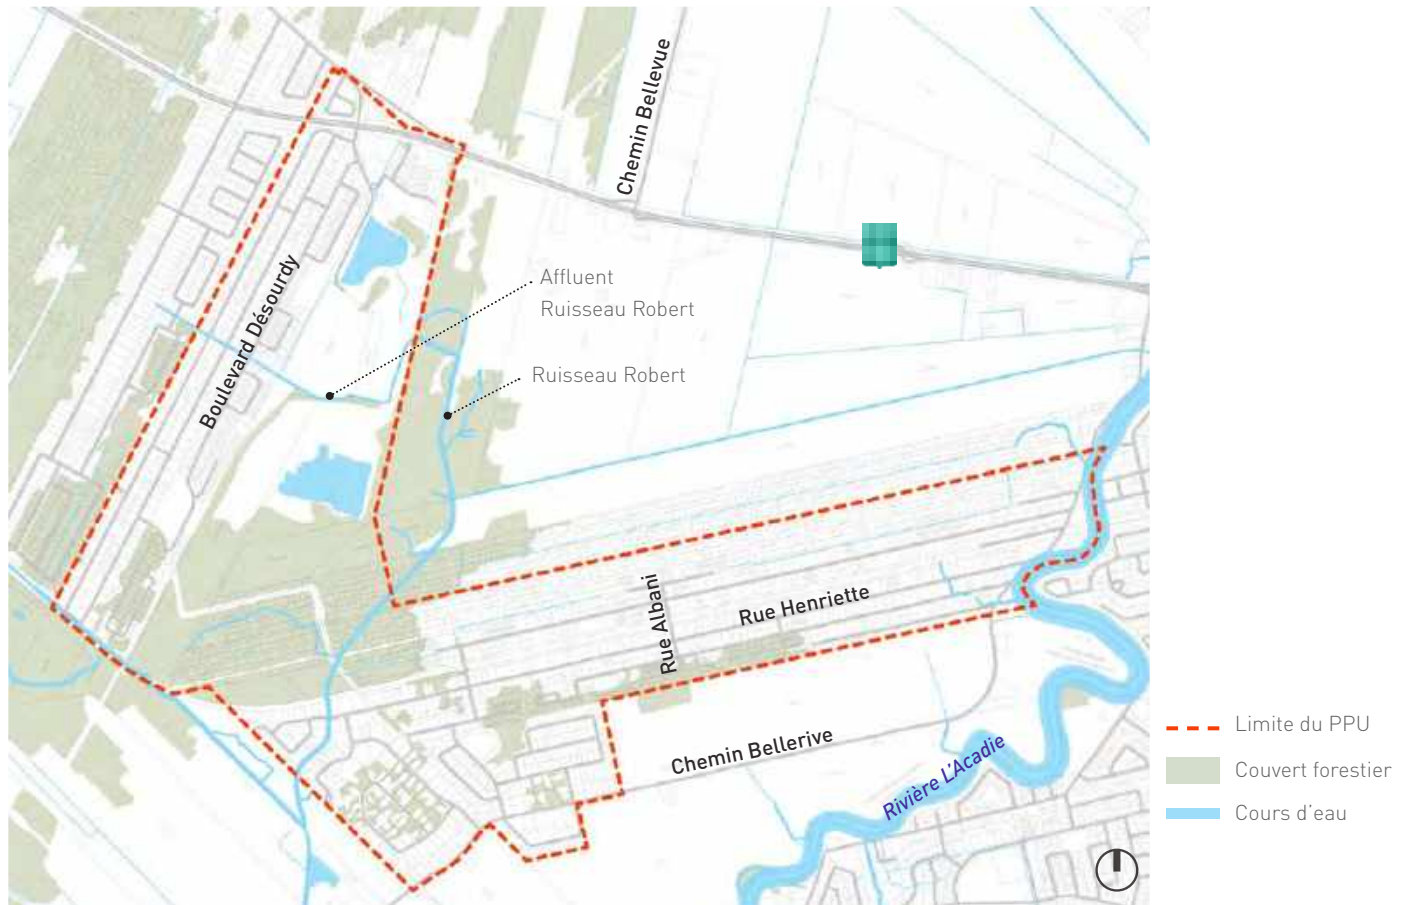 Chemin Bellevue
Affluent
Ruisseau Robert
Boulevard Désourdy
Ruisseau Robert
Rue Albani
Rue Henriette
Chemin Bellerive
Rivière L'Acadie
Limite du PPU
Couvert forestier
Cours d'eau